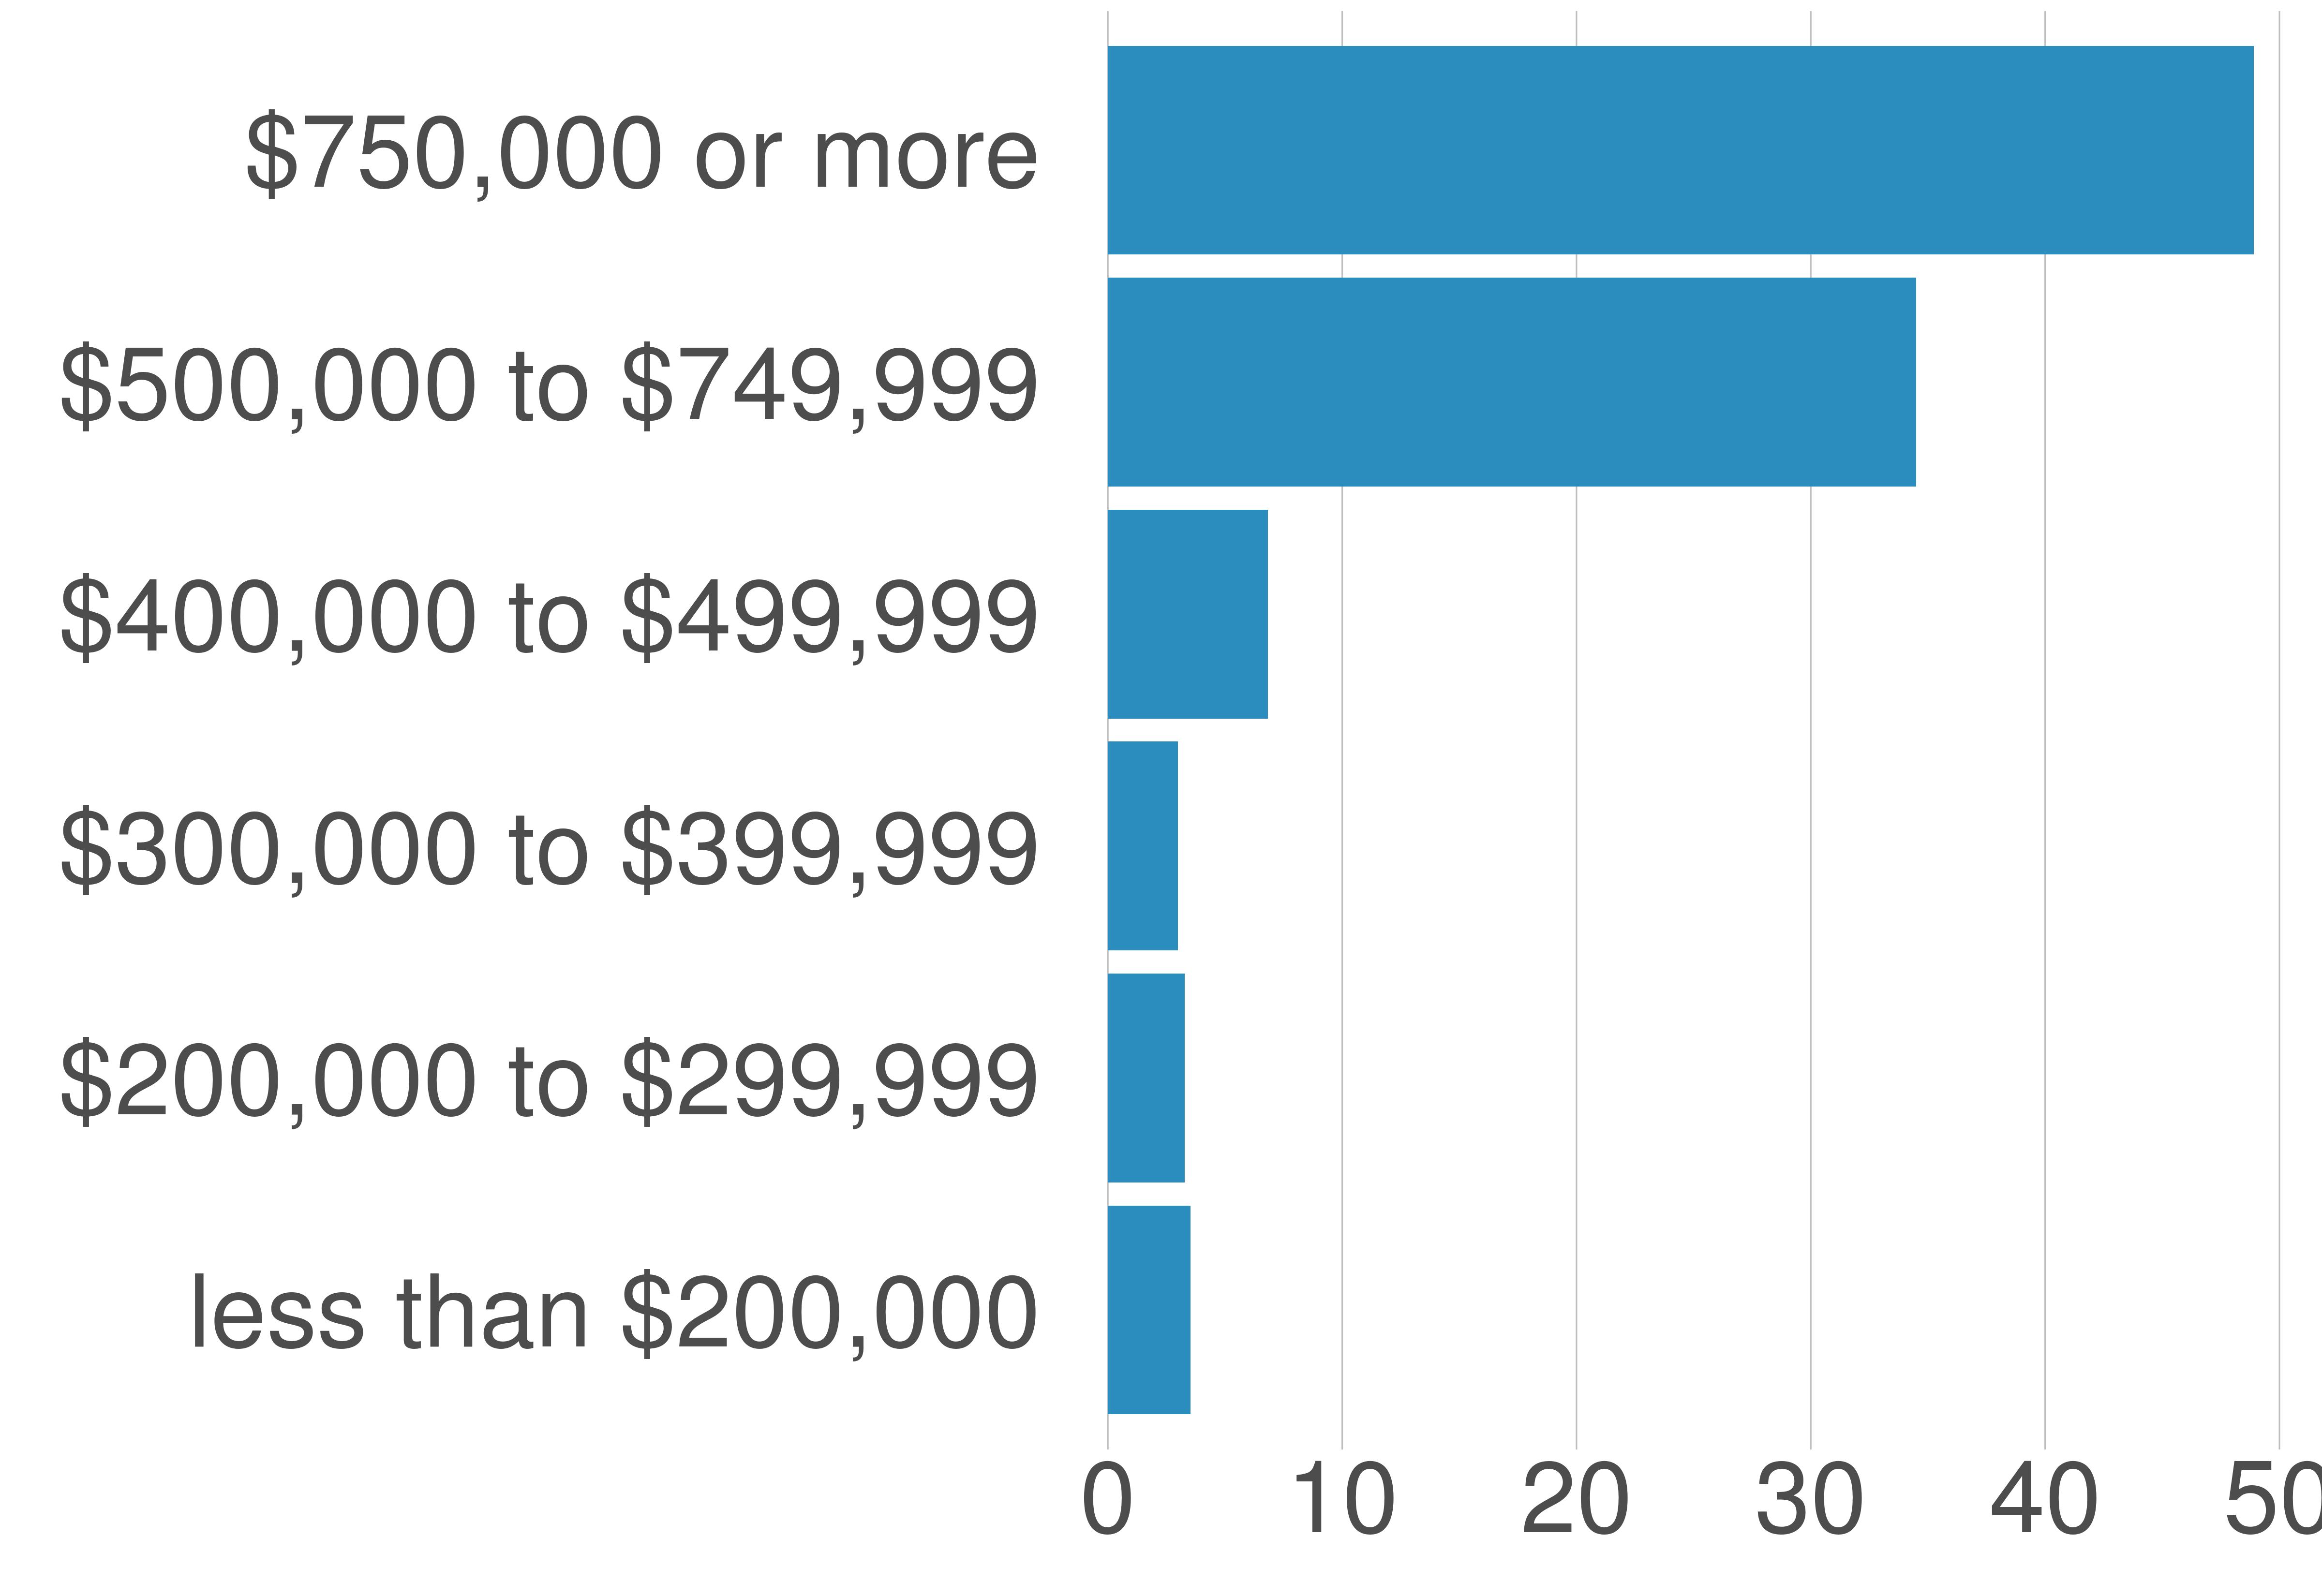 $750,000 or more
$500,000 to $749,999
$400,000 to $499,999
$300,000 to $399,999
$200,000 to $299,999
less than $200,000
0 10 20 30 40 50